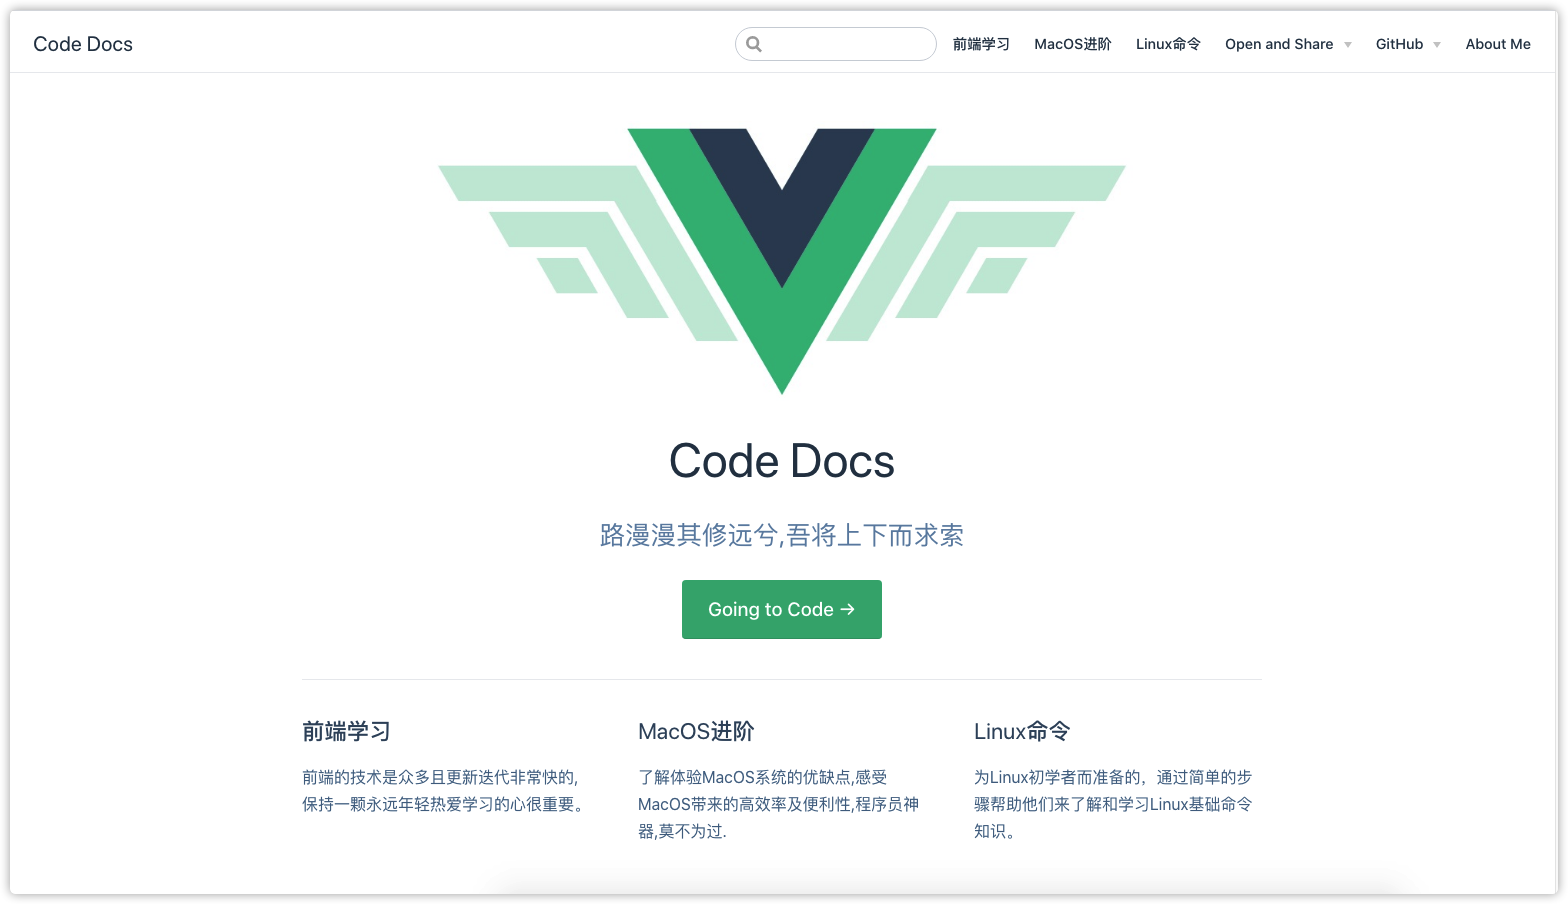 Code Docs
前端学习 MacOS进阶 Linux命令 Open and Share GitHub About Me
Code Docs
路漫漫其修远兮,吾将上下而求索
Going to Code →
前端学习
前端的技术是众多且更新迭代非常快的,
保持一颗永远年轻热爱学习的心很重要。
MacOS进阶
了解体验MacOS系统的优缺点,感受
MacOS带来的高效率及便利性,程序员神
器,莫不为过.
Linux命令
为Linux初学者而准备的，通过简单的步
骤帮助他们来了解和学习Linux基础命令
知识。